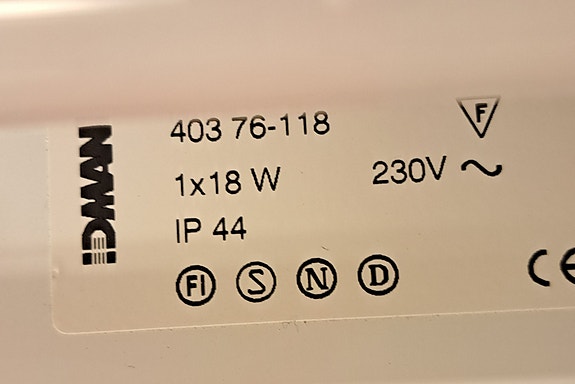 IDMAN
403 76-118
F
1x18 W
230V ~
IP 44
FI S N D
CE